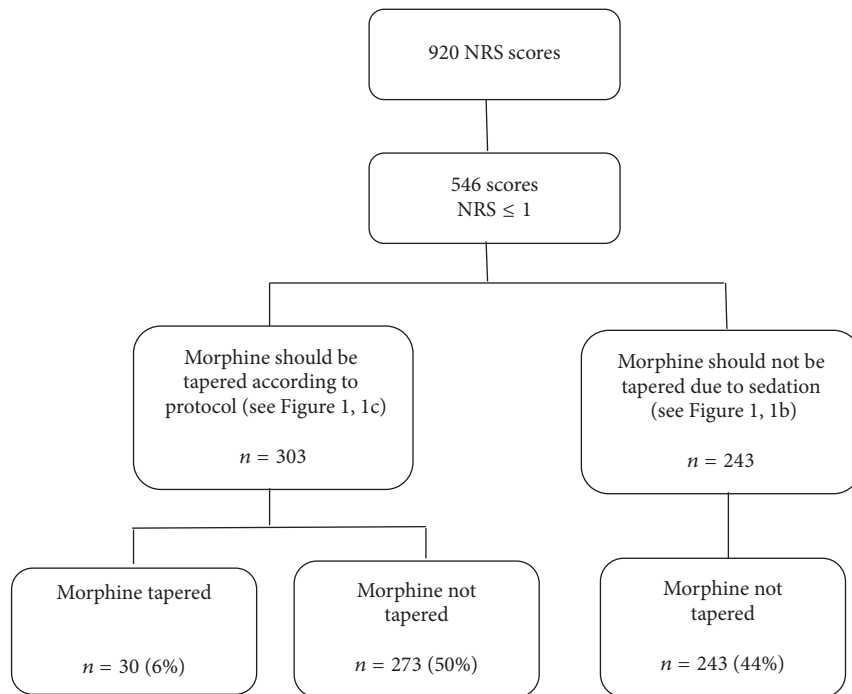 920 NRS scores
546 scores
NRS ≤ 1
Morphine should be
tapered according to
protocol (see Figure 1, 1c)
n = 303
Morphine should not be
tapered due to sedation
(see Figure 1, 1b)
n = 243
Morphine tapered
n = 30 (6%)
Morphine not
tapered
n = 273 (50%)
Morphine not
tapered
n = 243 (44%)